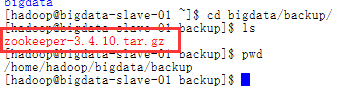 bigdata
[hadoop@bigdata-slave-01 ~]$ cd bigdata/backup/
[hadoop@bigdata-slave-01 backup]$ ls
zookeeper-3.4.10.tar.gz
[hadoop@bigdata-slave-01 backup]$ pwd
/home/hadoop/bigdata/backup
[hadoop@bigdata-slave-01 backup]$